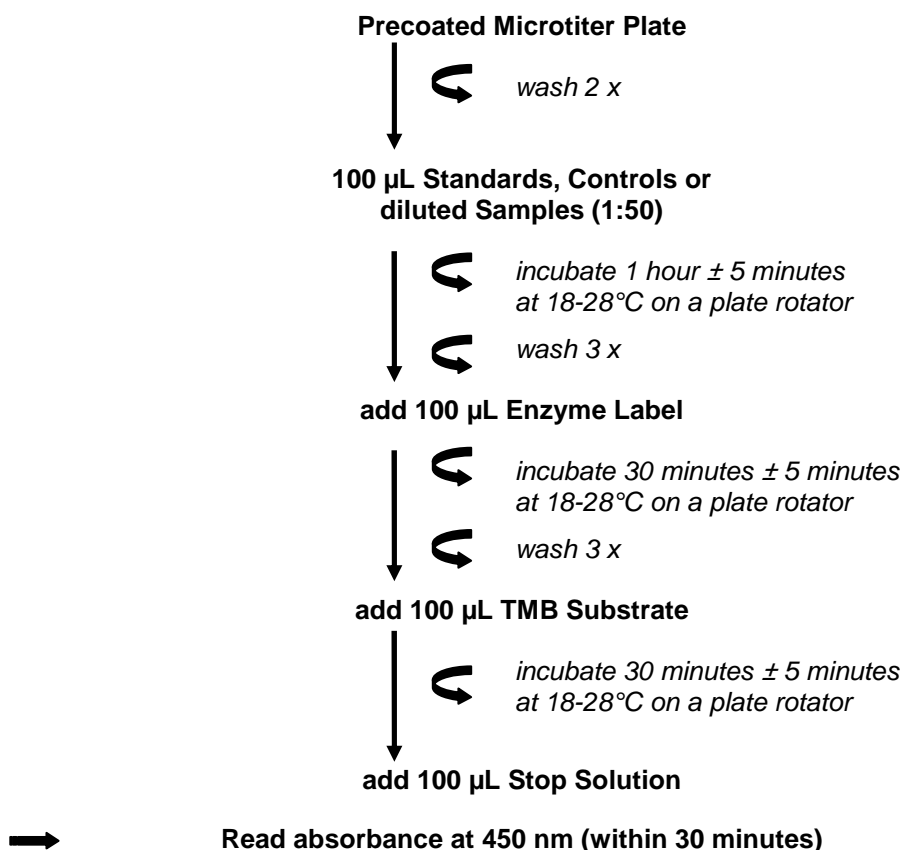 Precoated Microtiter Plate
wash 2 x
100 µL Standards, Controls or
diluted Samples (1:50)
incubate 1 hour ± 5 minutes
at 18-28°C on a plate rotator
wash 3 x
add 100 µL Enzyme Label
incubate 30 minutes ± 5 minutes
at 18-28°C on a plate rotator
wash 3 x
add 100 µL TMB Substrate
incubate 30 minutes ± 5 minutes
at 18-28°C on a plate rotator
add 100 µL Stop Solution
Read absorbance at 450 nm (within 30 minutes)